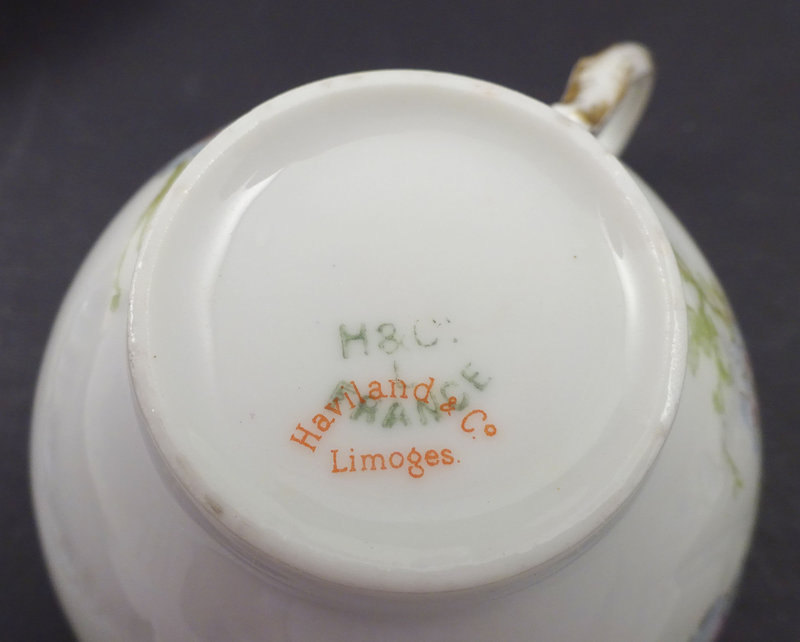 H & Co.
L
FRANCE
Haviland & Co
Limoges.